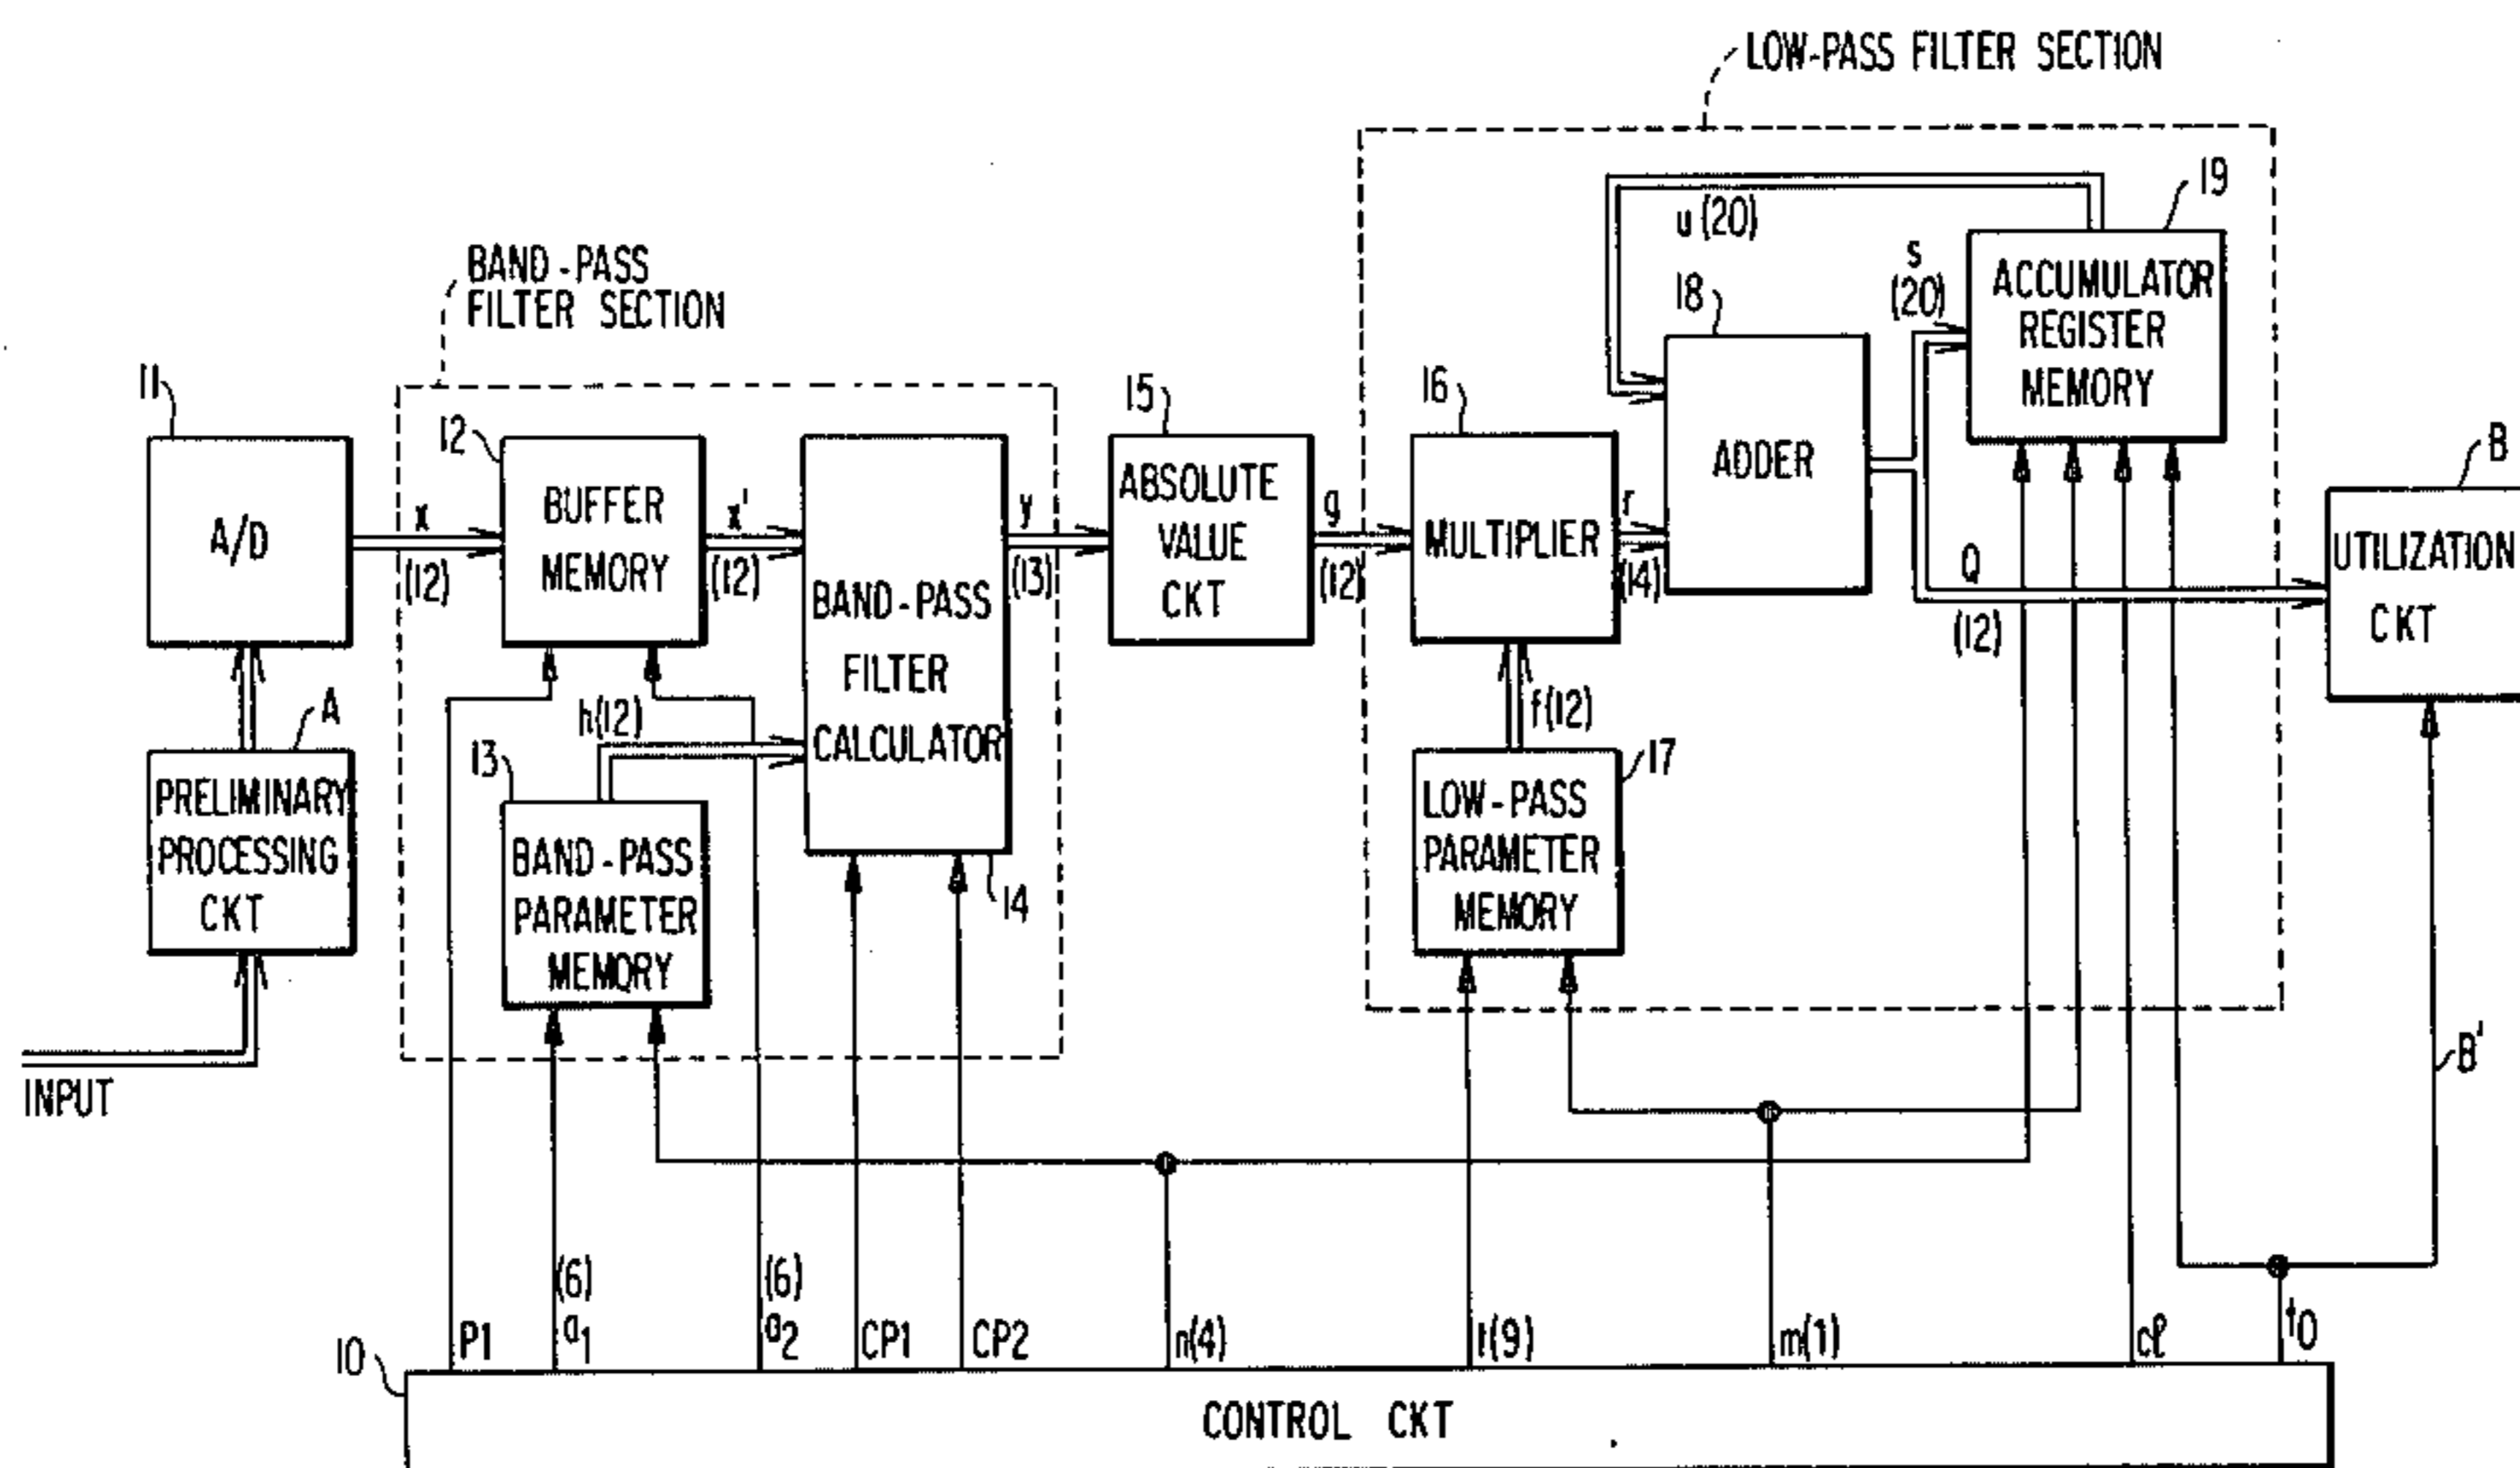 LOW-PASS FILTER SECTION
19
u (20)
BAND-PASS
FILTER SECTION
s
(20)
ACCUMULATOR
REGISTER
MEMORY
18
ADDER
11
A/D
12
BUFFER
MEMORY
x
(12)
x'
(12)
BAND-PASS
FILTER
CALCULATOR
14
y
(13)
15
ABSOLUTE
VALUE
CKT
g
(12)
16
MULTIPLIER
r
(14)
Q
(12)
B
UTILIZATION
CKT
A
PRELIMINARY
PROCESSING
CKT
INPUT
h(12)
13
BAND-PASS
PARAMETER
MEMORY
f(12)
17
LOW-PASS
PARAMETER
MEMORY
B'
10
P1
(6)
a1
(6)
a2
CP1
CP2
n(4)
t(9)
m(1)
cℓ
t0
CONTROL CKT